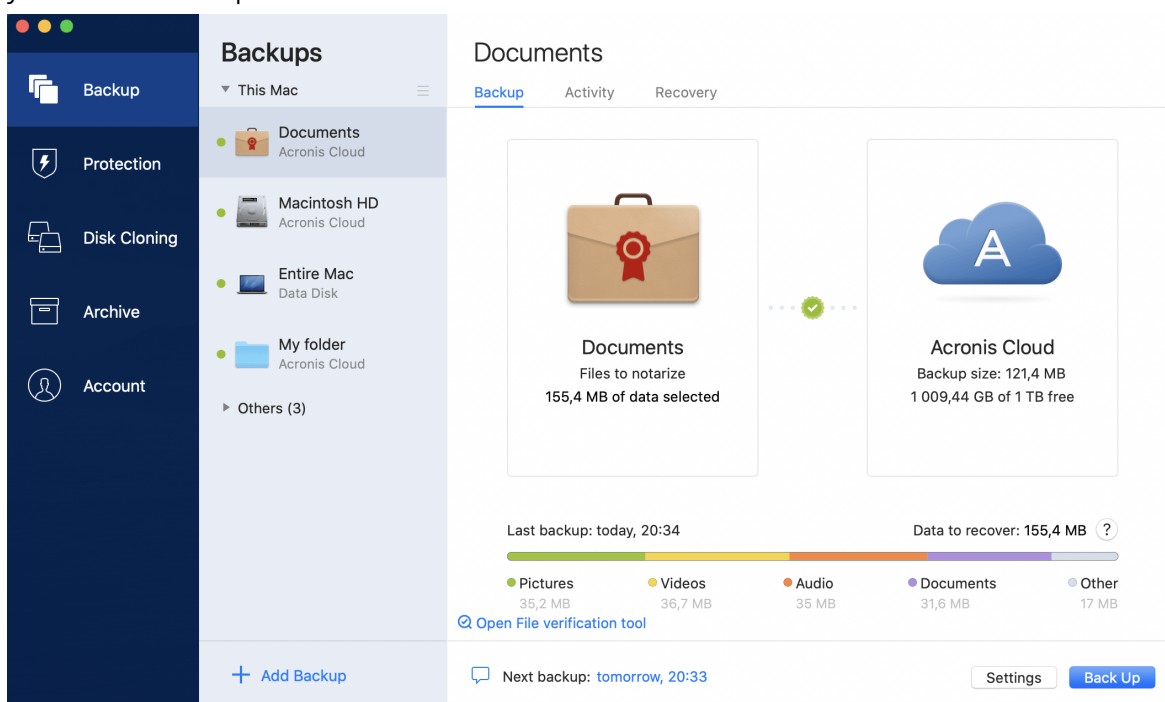 Backup
Protection
Disk Cloning
Archive
Account
Backups
This Mac
Documents
Acronis Cloud
Macintosh HD
Acronis Cloud
Entire Mac
Data Disk
My folder
Acronis Cloud
Others (3)
Add Backup
Documents
Backup Activity Recovery
Documents
Files to notarize
155,4 MB of data selected
A
Acronis Cloud
Backup size: 121,4 MB
1 009,44 GB of 1 TB free
Last backup: today, 20:34
Data to recover: 155,4 MB ?
Pictures Videos Audio Documents Other
35,2 MB 36,7 MB 35 MB 31,6 MB 17 MB
Open File verification tool
Next backup: tomorrow, 20:33
Settings Back Up